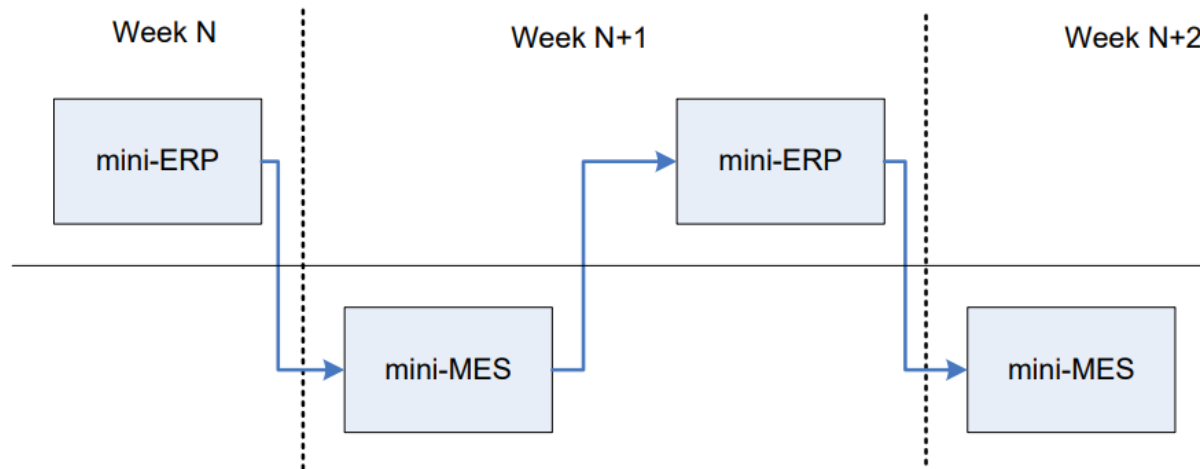 Week N
Week N+1
Week N+2
mini-ERP
mini-ERP
mini-MES
mini-MES